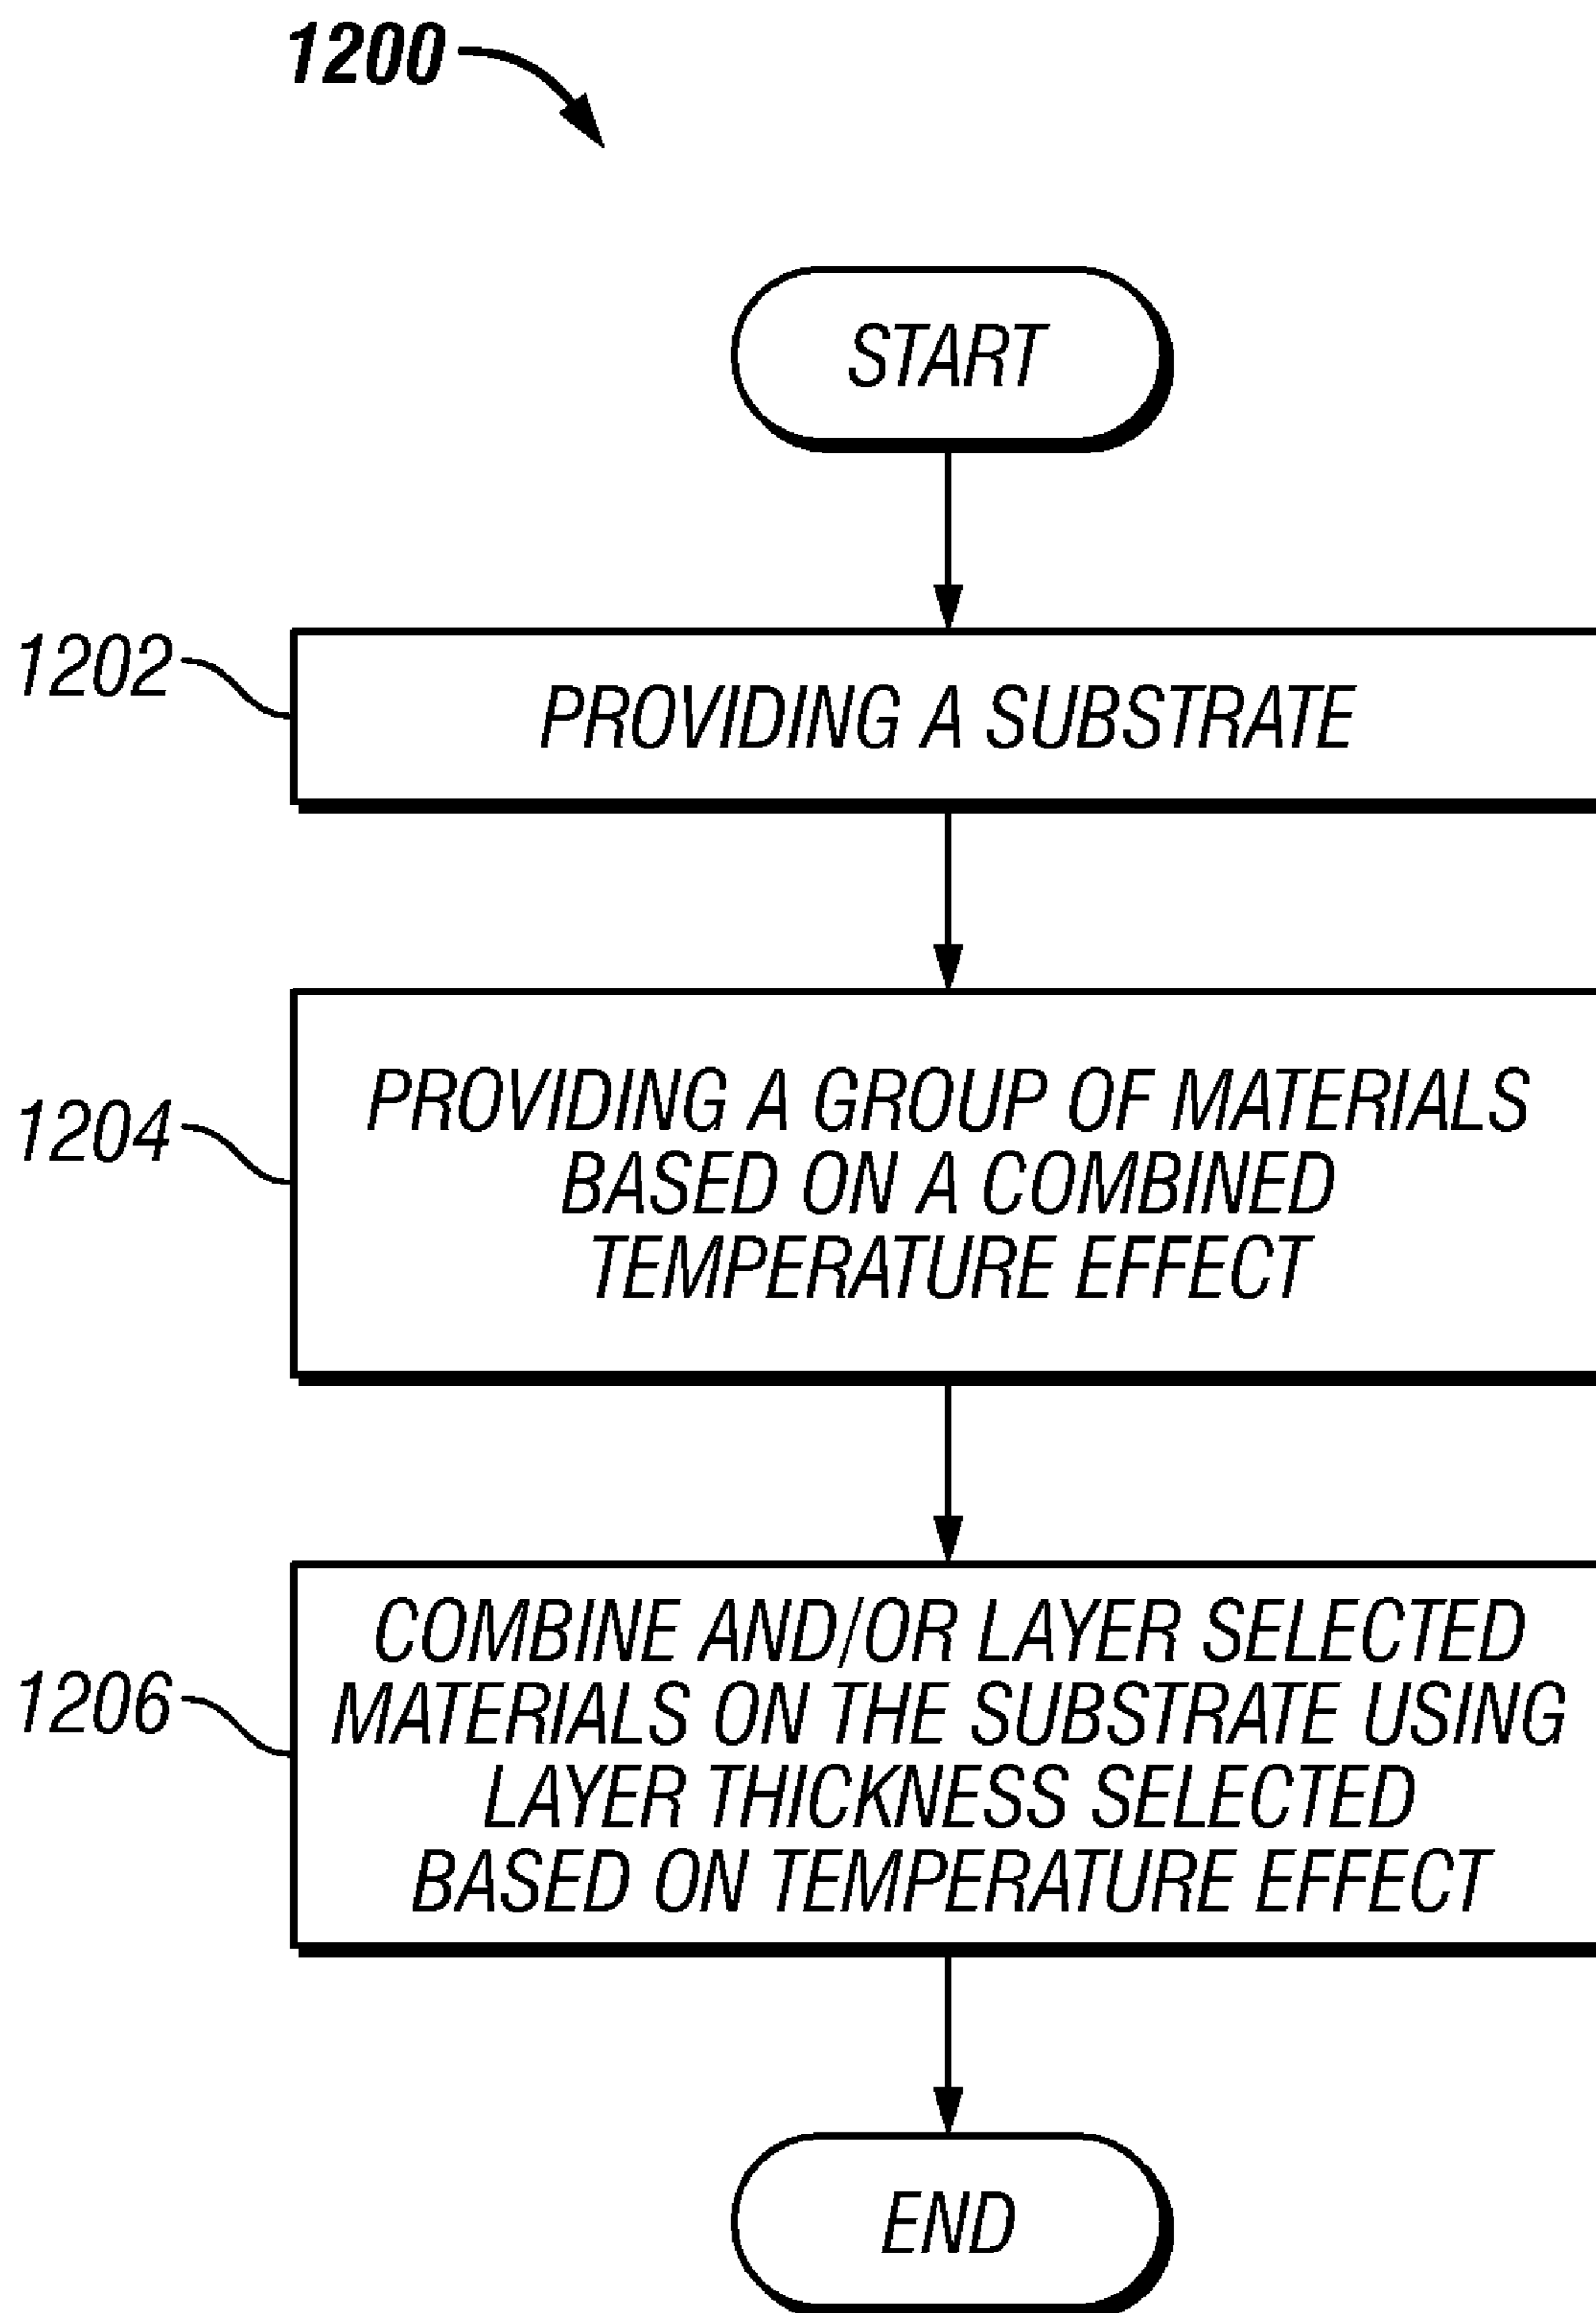 1200
START
1202
PROVIDING A SUBSTRATE
1204
PROVIDING A GROUP OF MATERIALS
BASED ON A COMBINED
TEMPERATURE EFFECT
1206
COMBINE AND/OR LAYER SELECTED
MATERIALS ON THE SUBSTRATE USING
LAYER THICKNESS SELECTED
BASED ON TEMPERATURE EFFECT
END